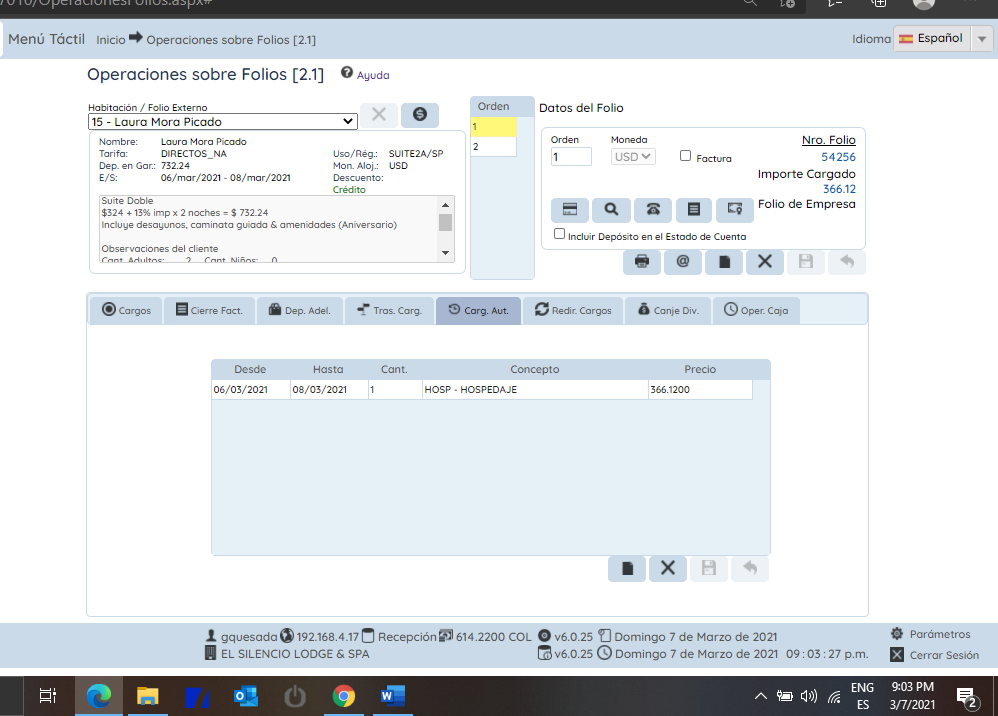 7010/OperacionesFolios.aspx#
Menú Táctil Inicio Operaciones sobre Folios [2.1] Idioma Español
Operaciones sobre Folios [2.1] Ayuda
Habitación / Folio Externo
15 - Laura Mora Picado
Nombre: Laura Mora Picado
Tarifa: DIRECTOS_NA Uso/Rég.: SUITE2A/SP
Dep. en Gar.: 732.24 Mon. Aloj.: USD
E/S: 06/mar/2021 - 08/mar/2021 Descuento:
Crédito
Suite Doble
$324 + 13% imp x 2 noches = $ 732.24
Incluye desayunos, caminata guiada & amenidades (Aniversario)
Observaciones del cliente
Cant. Adultos: 2 Cant. Niños: 0
Orden
1
2
Datos del Folio
Orden Moneda Nro. Folio
1 USD Factura 54256
Importe Cargado
366.12
Folio de Empresa
Incluir Depósito en el Estado de Cuenta
Cargos Cierre Fact. Dep. Adel. Tras. Carg. Carg. Aut. Redir. Cargos Canje Div. Oper. Caja
Desde Hasta Cant. Concepto Precio
06/03/2021 08/03/2021 1 HOSP - HOSPEDAJE 366.1200
gquesada 192.168.4.17 Recepción 614.2200 COL v6.0.25 Domingo 7 de Marzo de 2021 Parámetros
EL SILENCIO LODGE & SPA v6.0.25 Domingo 7 de Marzo de 2021 09:03:27 p.m. Cerrar Sesión
ENG 9:03 PM
ES 3/7/2021 2